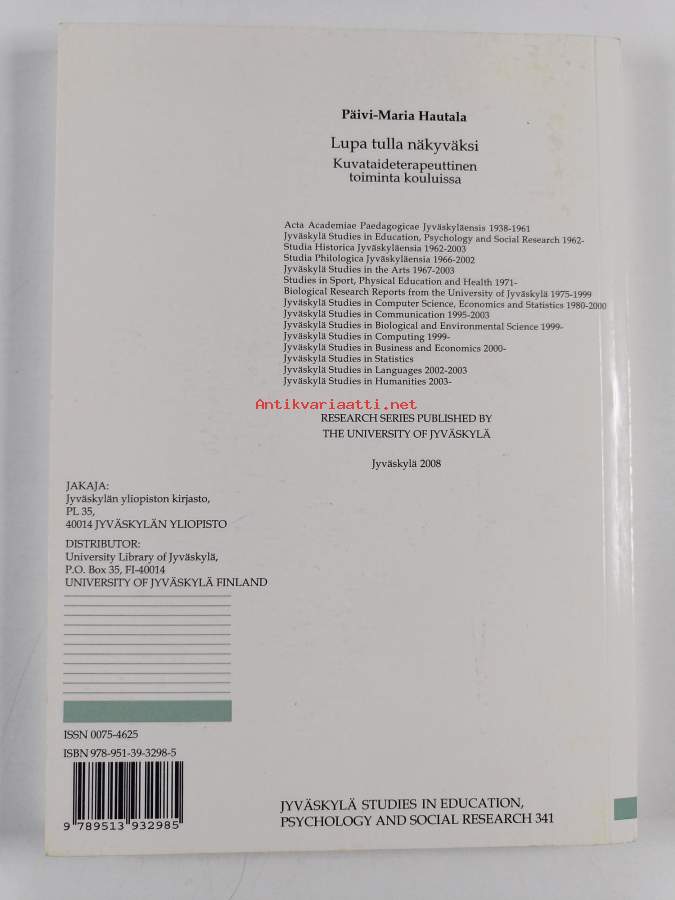 Päivi-Maria Hautala
Lupa tulla näkyväksi
Kuvataideterapeuttinen
toiminta kouluissa
Acta Academiae Paedagogicae Jyväskyläensis 1938-1961
Jyväskylä Studies in Education, Psychology and Social Research 1962-
Studia Historica Jyväskyläensia 1962-2003
Studia Philologica Jyväskyläensia 1966-2002
Jyväskylä Studies in the Arts 1967-2003
Studies in Sport, Physical Education and Health 1971-
Biological Research Reports from the University of Jyväskylä 1975-1999
Jyväskylä Studies in Computer Science, Economics and Statistics 1980-2000
Jyväskylä Studies in Communication 1995-2003
Jyväskylä Studies in Biological and Environmental Science 1999-
Jyväskylä Studies in Computing 1999-
Jyväskylä Studies in Business and Economics 2000-
Jyväskylä Studies in Statistics
Jyväskylä Studies in Languages 2002-2003
Jyväskylä Studies in Humanities 2003-
Antikvariaatti.net
RESEARCH SERIES PUBLISHED BY
THE UNIVERSITY OF JYVÄSKYLÄ
Jyväskylä 2008
JAKAJA:
Jyväskylän yliopiston kirjasto,
PL 35,
40014 JYVÄSKYLÄN YLIOPISTO
DISTRIBUTOR:
University Library of Jyväskylä,
P.O. Box 35, FI-40014
UNIVERSITY OF JYVÄSKYLÄ FINLAND
ISSN 0075-4625
ISBN 978-951-39-3298-5
9 789513 932985
JYVÄSKYLÄ STUDIES IN EDUCATION,
PSYCHOLOGY AND SOCIAL RESEARCH 341